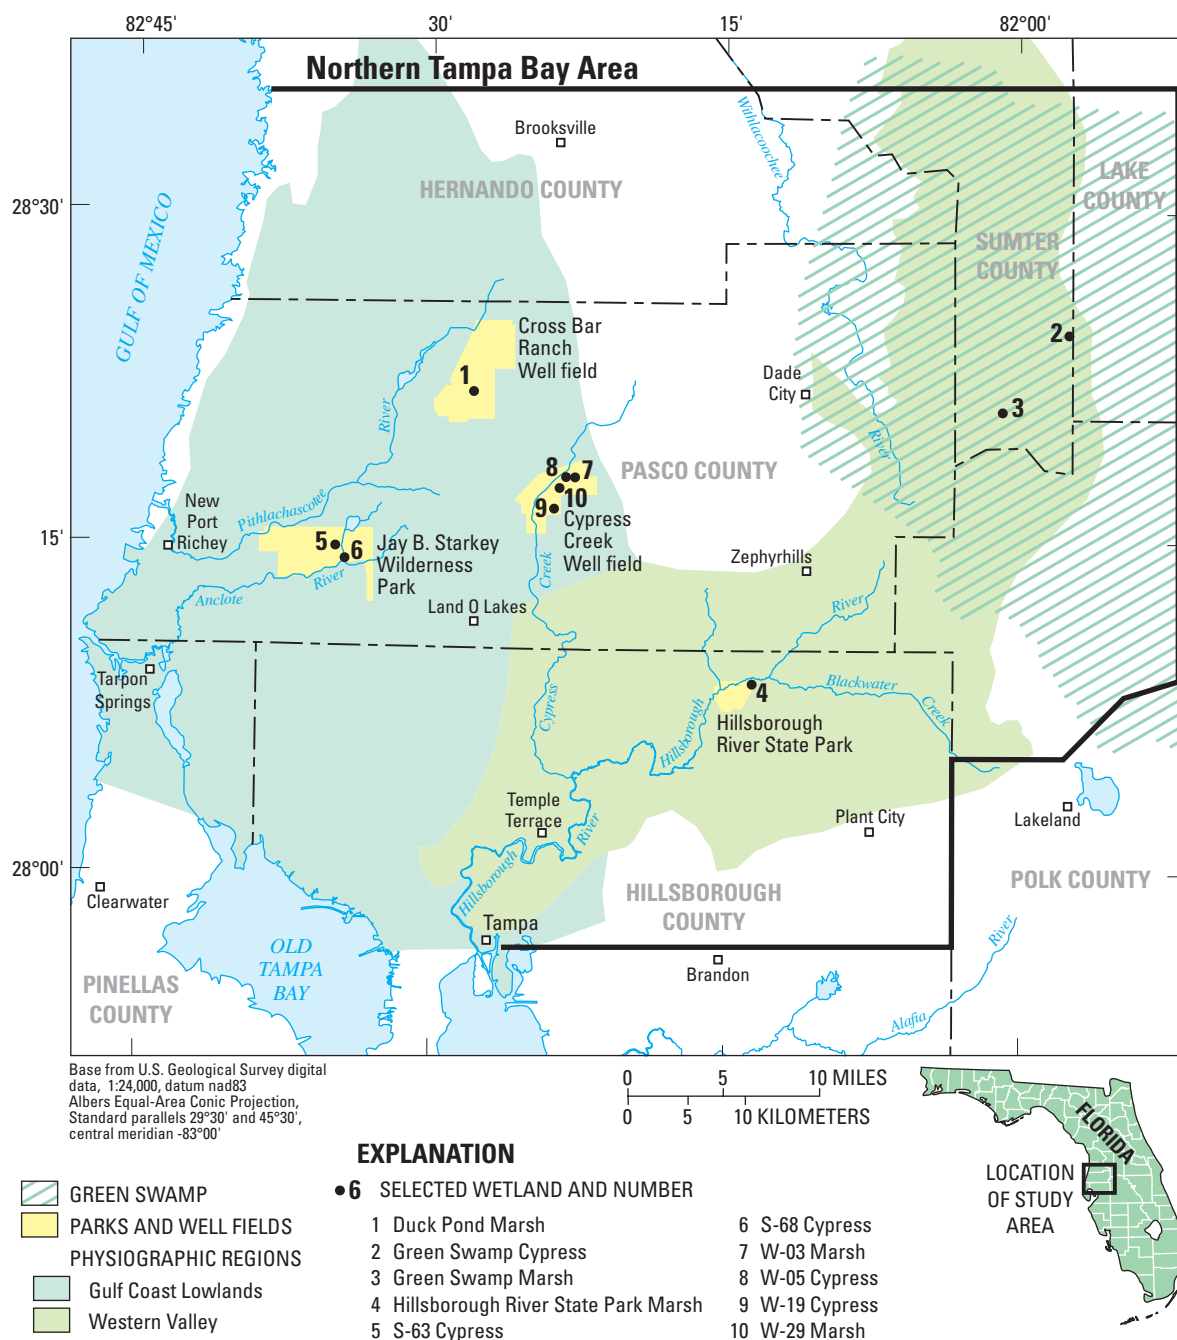 82°45'
30'
15'
82°00'
Northern Tampa Bay Area
Brooksville
Withlacoochee
HERNANDO COUNTY
LAKE
COUNTY
28°30'
GULF OF MEXICO
SUMTER
COUNTY
Cross Bar
Ranch
Well field
1
2
Dade
City
3
River
River
PASCO COUNTY
8
7
10
9
Cypress
Creek
Well field
New
Port
Richey
Pithlachascotee
15'
5
6
Jay B. Starkey
Wilderness
Park
Zephyrhills
Creek
River
Anclote
Land O Lakes
River
Tarpon
Springs
Cypress
Hillsborough
4
Blackwater
Creek
Hillsborough
River State Park
Temple
Terrace
River
Plant City
Lakeland
28°00'
Clearwater
Hillsborough
HILLSBOROUGH
COUNTY
POLK COUNTY
Tampa
OLD
TAMPA
BAY
Brandon
River
Alafia
PINELLAS
COUNTY
Base from U.S. Geological Survey digital
data, 1:24,000, datum nad83
Albers Equal-Area Conic Projection,
Standard parallels 29°30' and 45°30',
central meridian -83°00'
0 5 10 MILES
0 5 10 KILOMETERS
FLORIDA
LOCATION
OF STUDY
AREA
EXPLANATION
GREEN SWAMP
PARKS AND WELL FIELDS
PHYSIOGRAPHIC REGIONS
Gulf Coast Lowlands
Western Valley
6 SELECTED WETLAND AND NUMBER
1 Duck Pond Marsh
2 Green Swamp Cypress
3 Green Swamp Marsh
4 Hillsborough River State Park Marsh
5 S-63 Cypress
6 S-68 Cypress
7 W-03 Marsh
8 W-05 Cypress
9 W-19 Cypress
10 W-29 Marsh